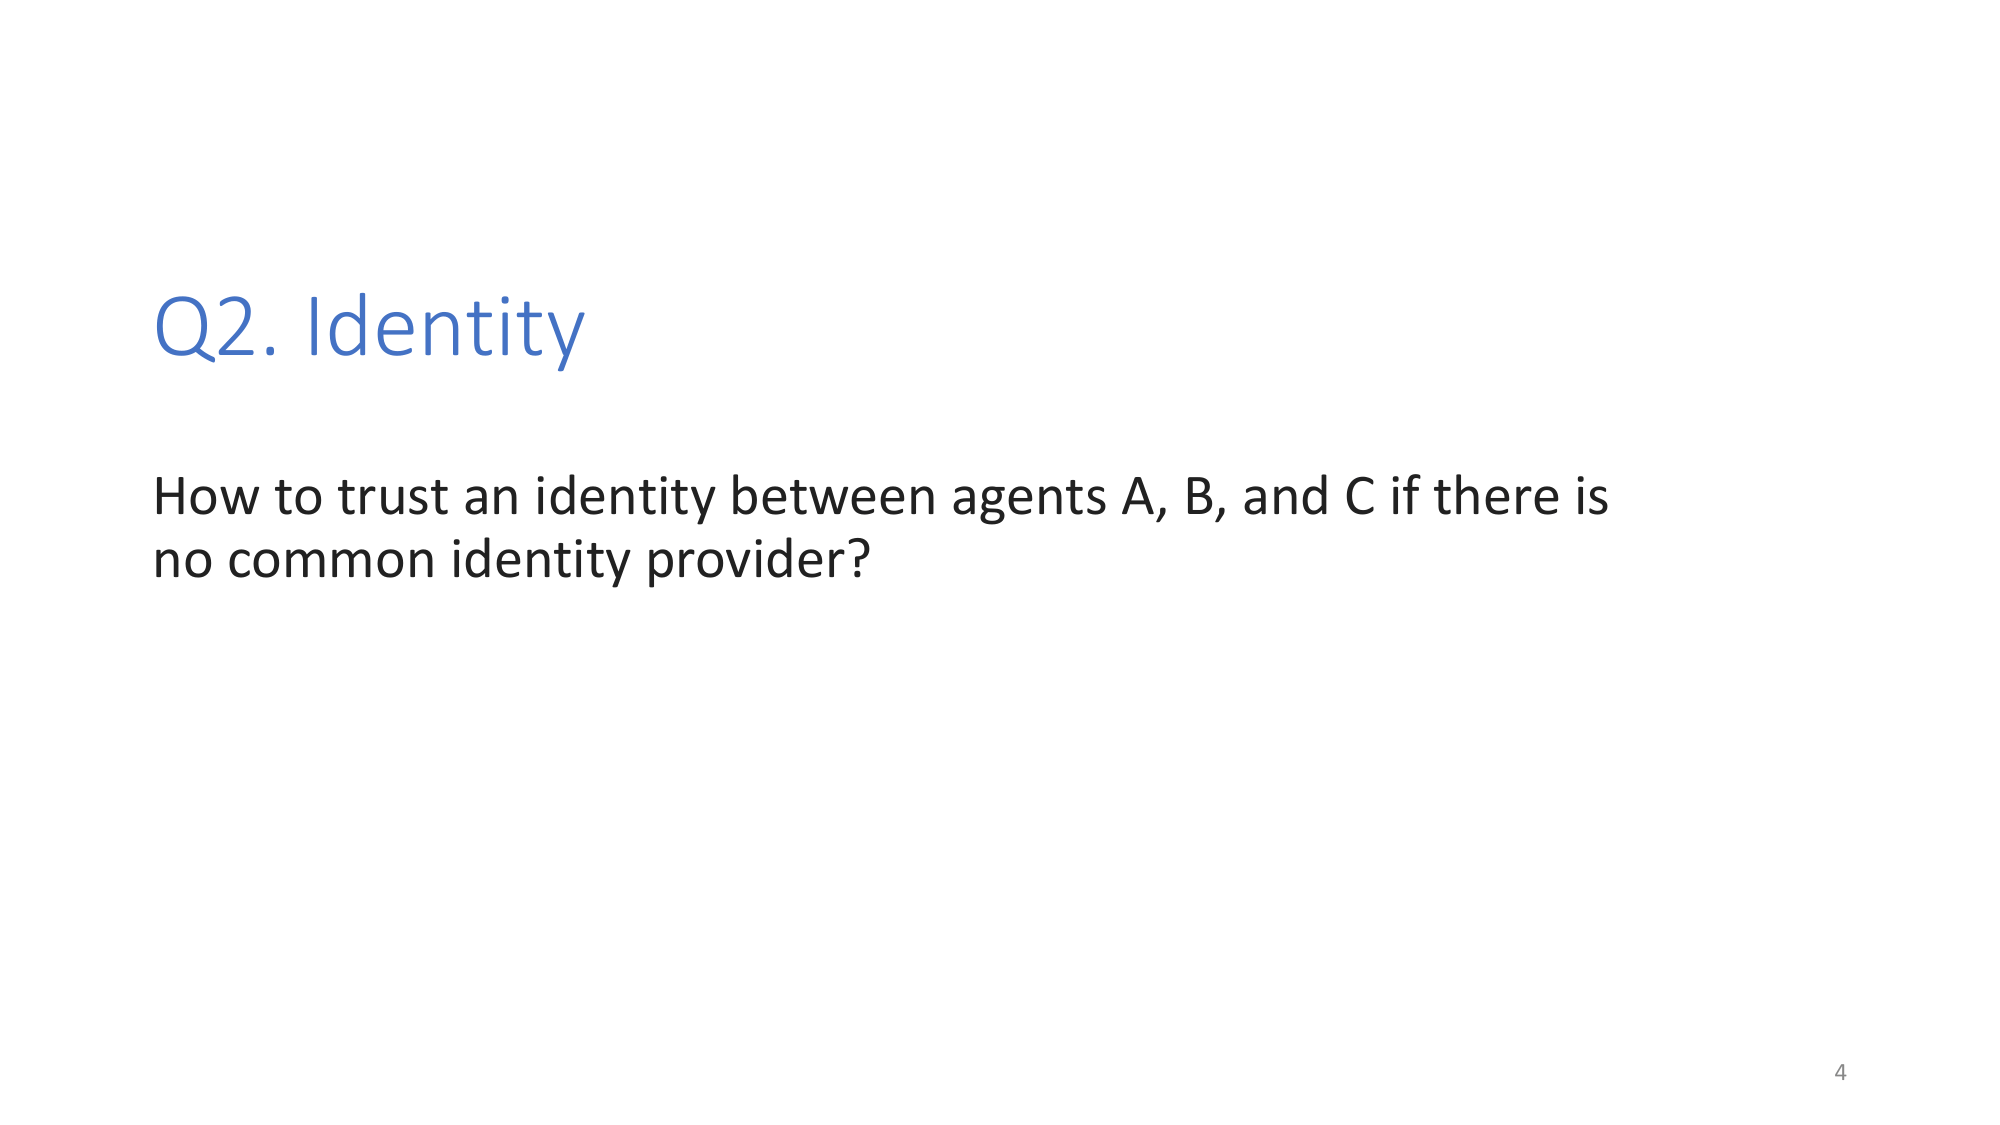 Q2. Identity
How to trust an identity between agents A, B, and C if there is
no common identity provider?
4